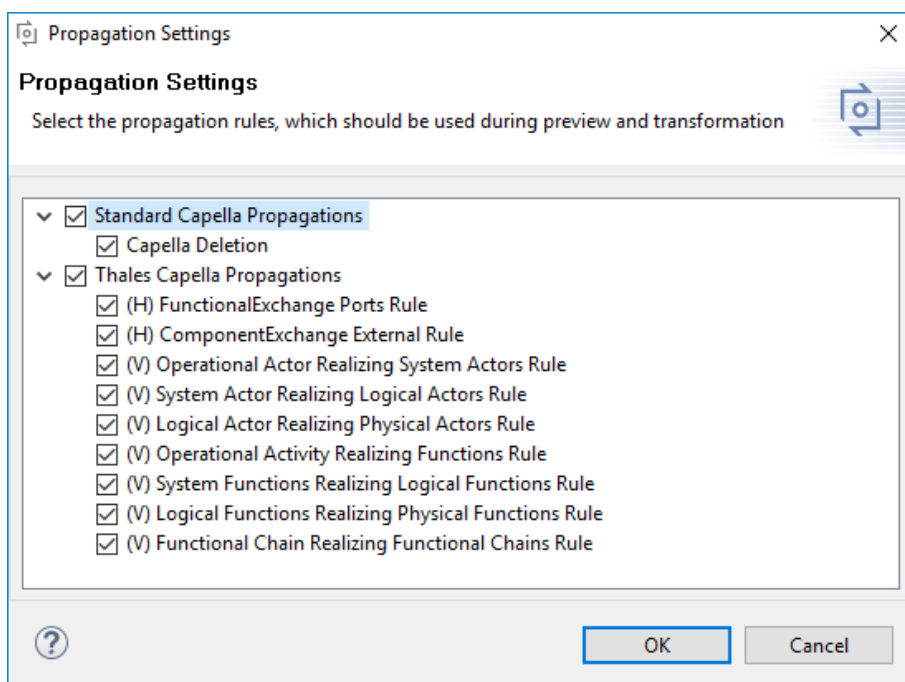 Propagation Settings
Propagation Settings
Select the propagation rules, which should be used during preview and transformation
Standard Capella Propagations
Capella Deletion
Thales Capella Propagations
(H) FunctionalExchange Ports Rule
(H) ComponentExchange External Rule
(V) Operational Actor Realizing System Actors Rule
(V) System Actor Realizing Logical Actors Rule
(V) Logical Actor Realizing Physical Actors Rule
(V) Operational Activity Realizing Functions Rule
(V) System Functions Realizing Logical Functions Rule
(V) Logical Functions Realizing Physical Functions Rule
(V) Functional Chain Realizing Functional Chains Rule
?
OK Cancel